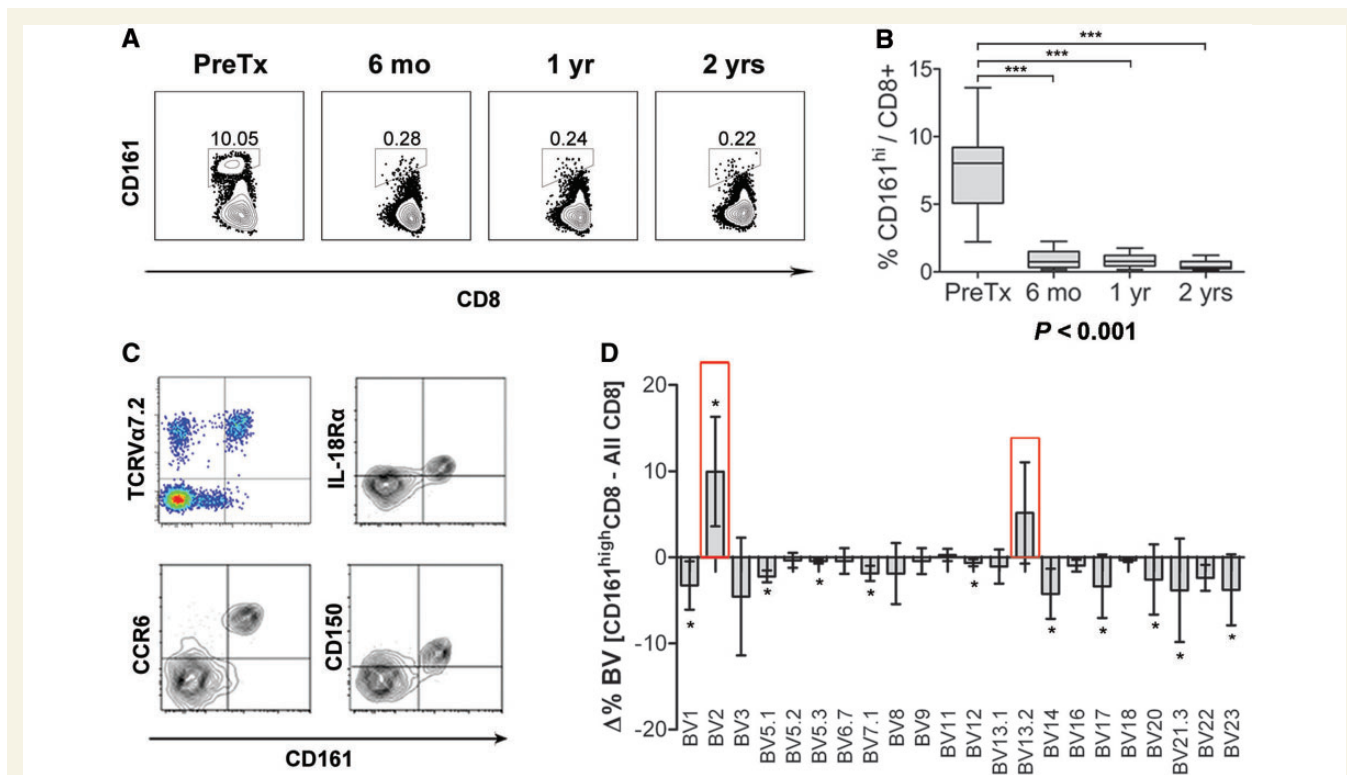 A
PreTx 6 mo 1 yr 2 yrs
10.05 0.28 0.24 0.22
CD161
CD8
B
***
***
***
% CD161hi / CD8+
15
10
5
0
PreTx 6 mo 1 yr 2 yrs
P < 0.001
C
TCRVα7.2
IL-18Rα
CCR6
CD150
CD161
D
Δ% BV [CD161highCD8 - All CD8]
20
10
0
-10
-20
* * * * * * * * * * *
BV1
BV2
BV3
BV5.1
BV5.2
BV5.3
BV6.7
BV7.1
BV8
BV9
BV11
BV12
BV13.1
BV13.2
BV14
BV16
BV17
BV18
BV20
BV21.3
BV22
BV23